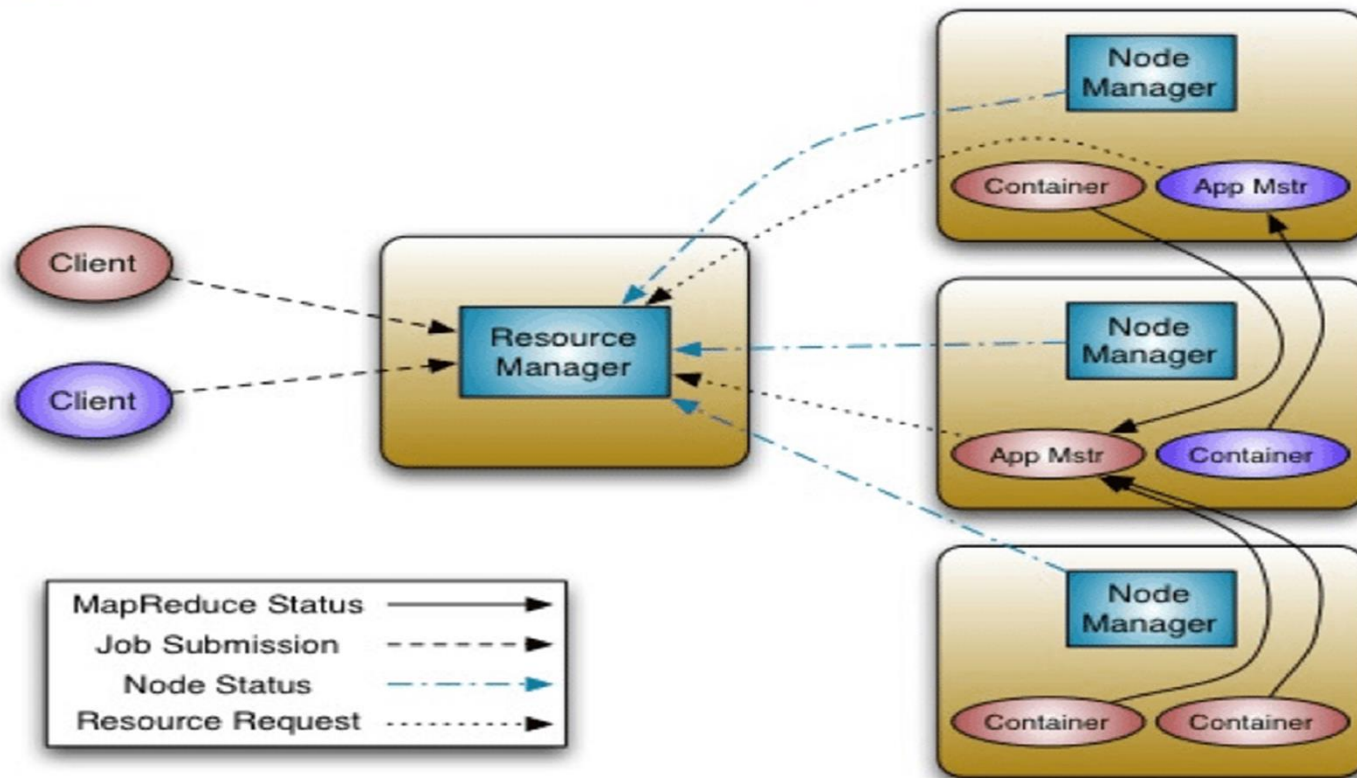 Client
Client
Resource
Manager
Node
Manager
Container
App Mstr
Node
Manager
App Mstr
Container
Node
Manager
Container
Container
MapReduce Status
Job Submission
Node Status
Resource Request